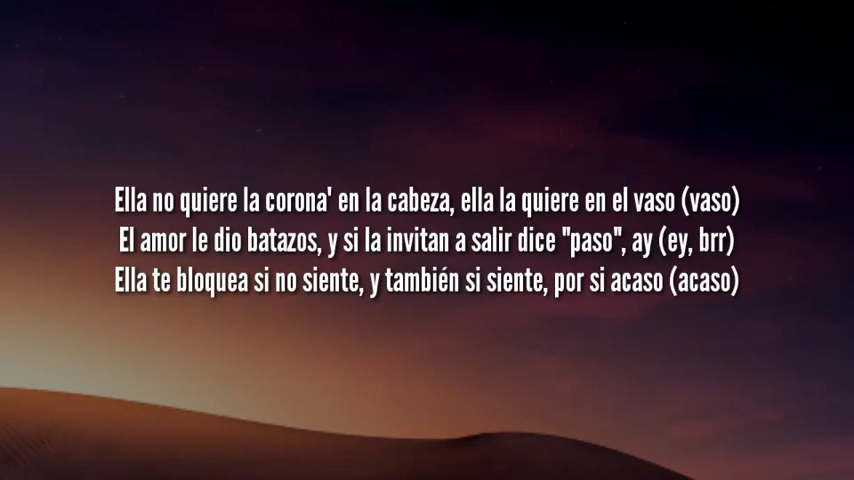 Ella no quiere la corona' en la cabeza, ella la quiere en el vaso (vaso)
El amor le dio batazos, y si la invitan a salir dice "paso", ay (ey, brr)
Ella te bloquea si no siente, y también si siente, por si acaso (acaso)